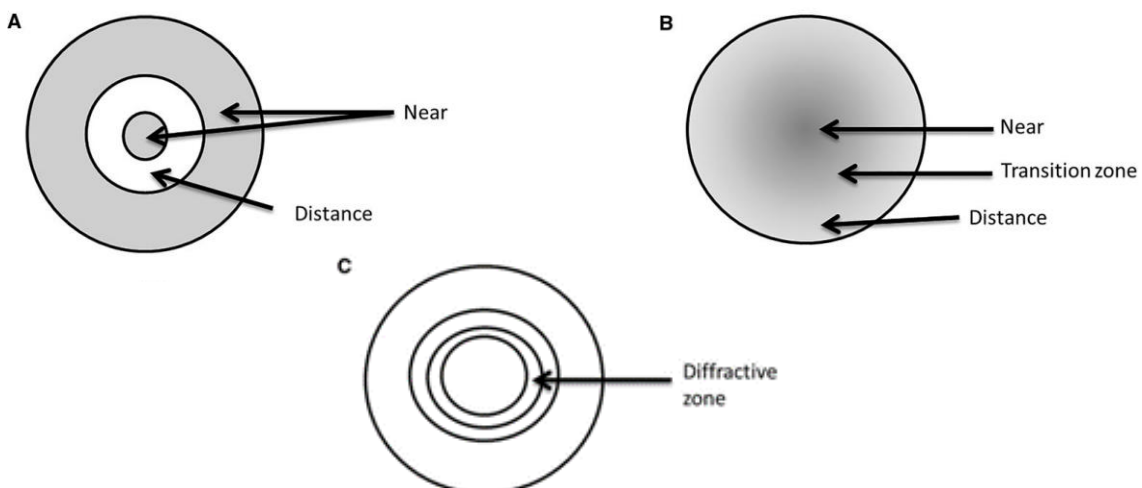 A
Near
Distance
B
Near
Transition zone
Distance
C
Diffractive
zone